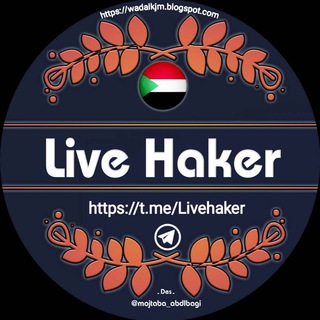 https://wadalkjm.blogspot.com
Live Haker
https://t.me/Livehaker
. Des .
@mojtaba_abdlbagi